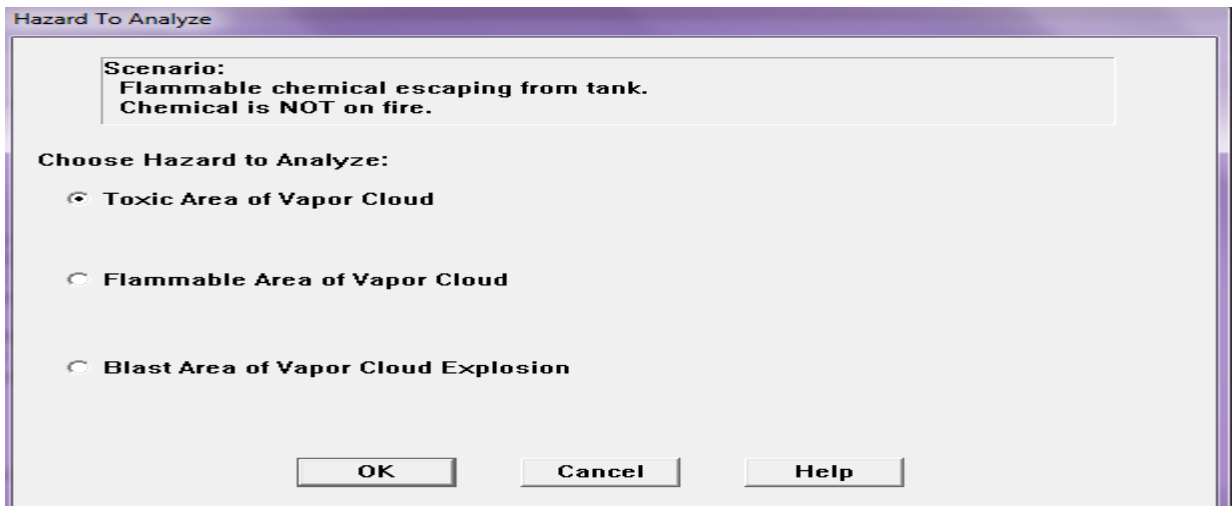 Hazard To Analyze
Scenario:
Flammable chemical escaping from tank.
Chemical is NOT on fire.
Choose Hazard to Analyze:
Toxic Area of Vapor Cloud
Flammable Area of Vapor Cloud
Blast Area of Vapor Cloud Explosion
OK Cancel Help